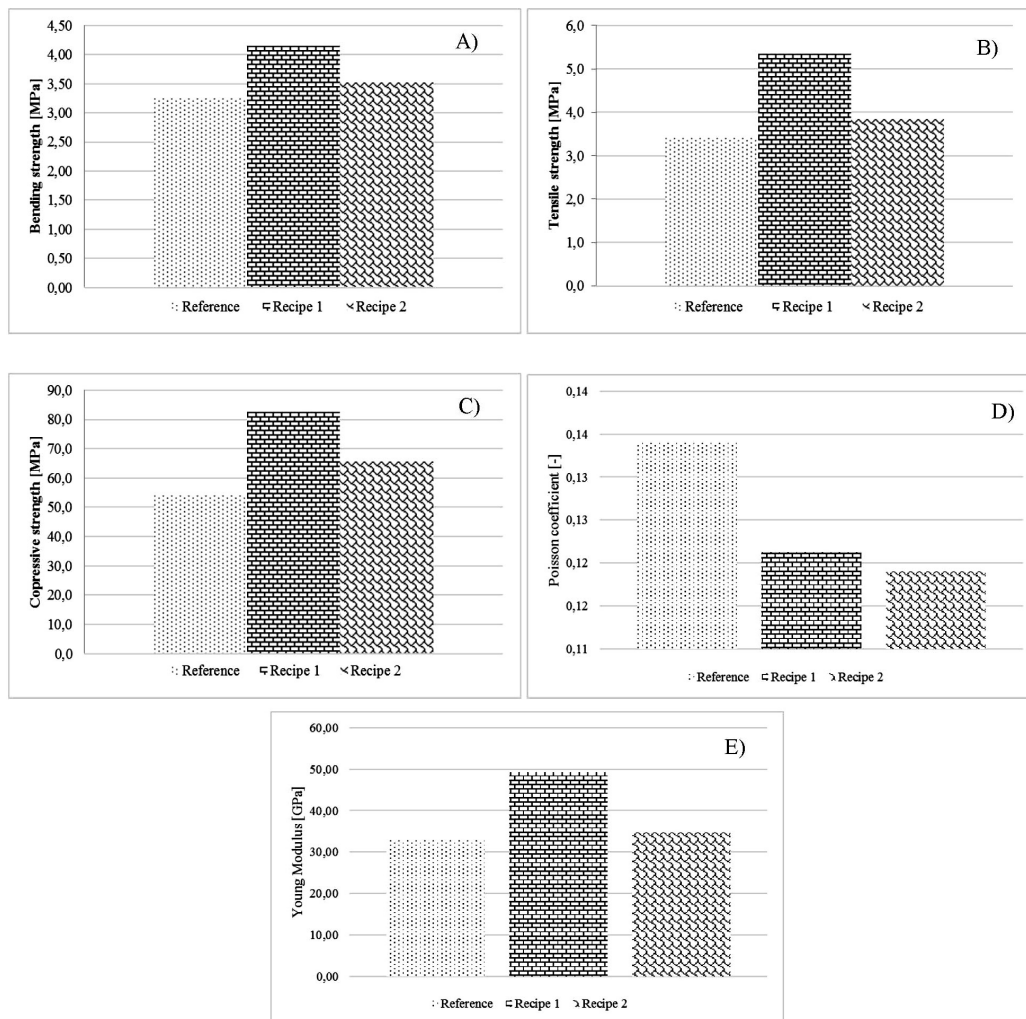 A)
Bending strength [MPa]
4,50
4,00
3,50
3,00
2,50
2,00
1,50
1,00
0,50
0,00
Reference Recipe 1 Recipe 2
B)
Tensile strength [MPa]
6,0
5,0
4,0
3,0
2,0
1,0
0,0
Reference Recipe 1 Recipe 2
C)
Copressive strength [MPa]
90,0
80,0
70,0
60,0
50,0
40,0
30,0
20,0
10,0
0,0
Reference Recipe 1 Recipe 2
D)
Poisson coefficient [-]
0,14
0,14
0,13
0,13
0,12
0,12
0,11
Reference Recipe 1 Recipe 2
E)
Young Modulus [GPa]
60,00
50,00
40,00
30,00
20,00
10,00
0,00
Reference Recipe 1 Recipe 2